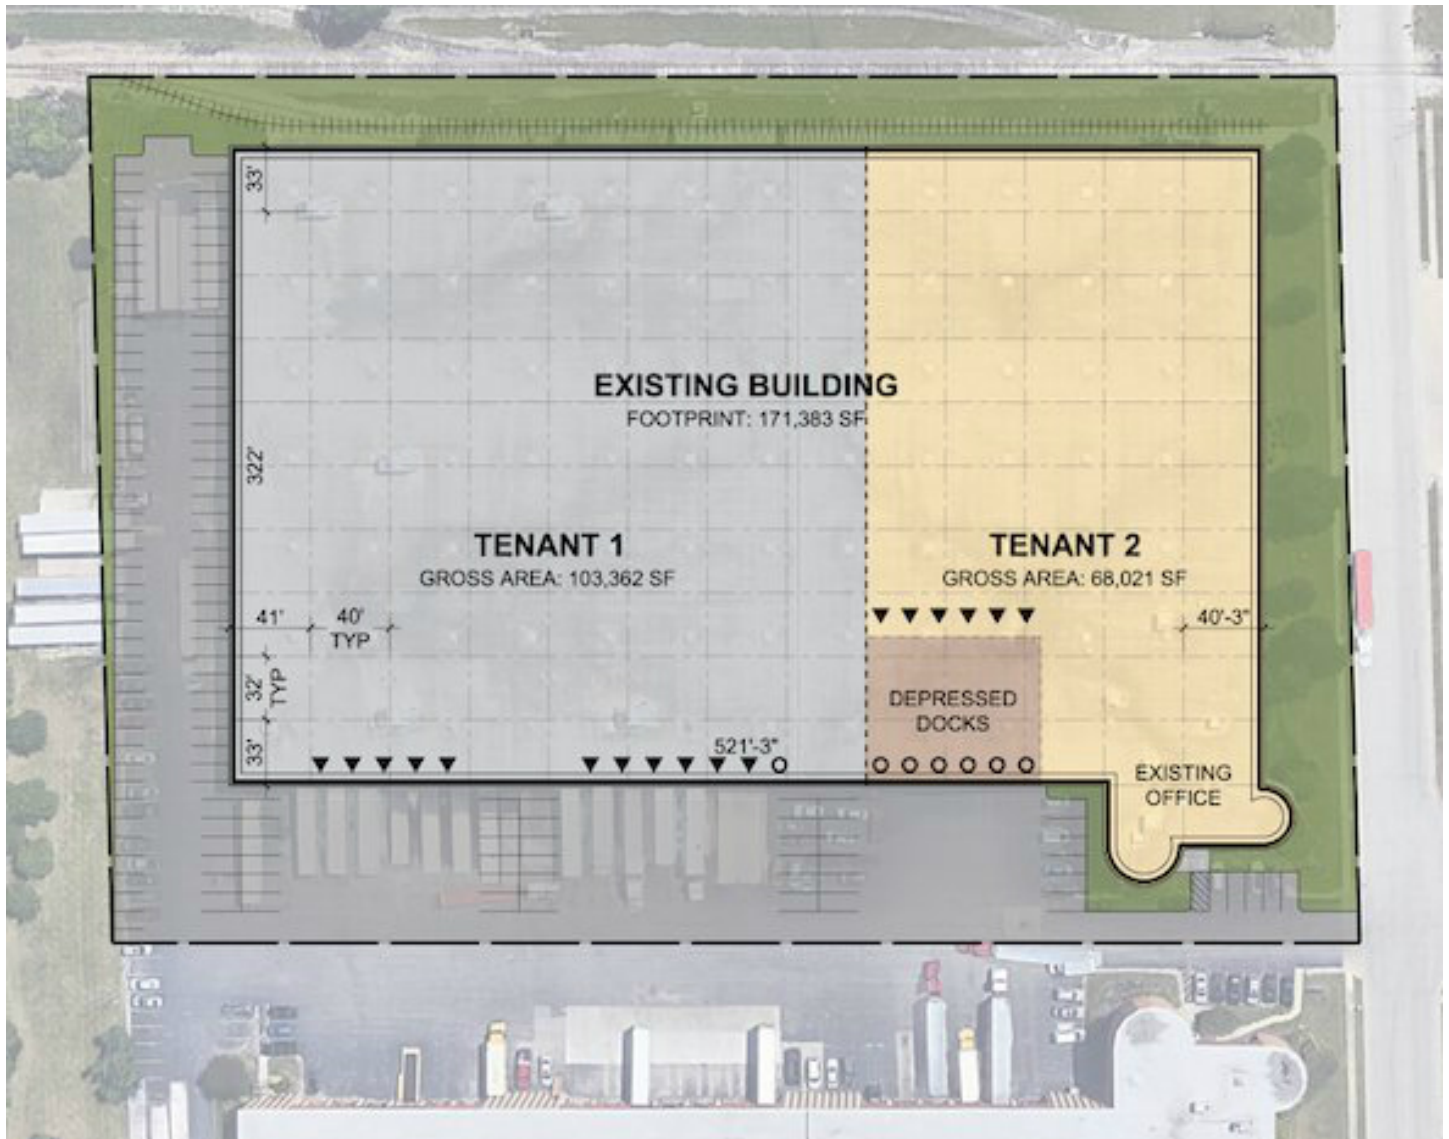 33'
EXISTING BUILDING
FOOTPRINT: 171,383 SF
322'
TENANT 1
GROSS AREA: 103,362 SF
TENANT 2
GROSS AREA: 68,021 SF
41'
40'
TYP
40'-3"
32'
TYP
DEPRESSED
DOCKS
33'
521'-3"
EXISTING
OFFICE